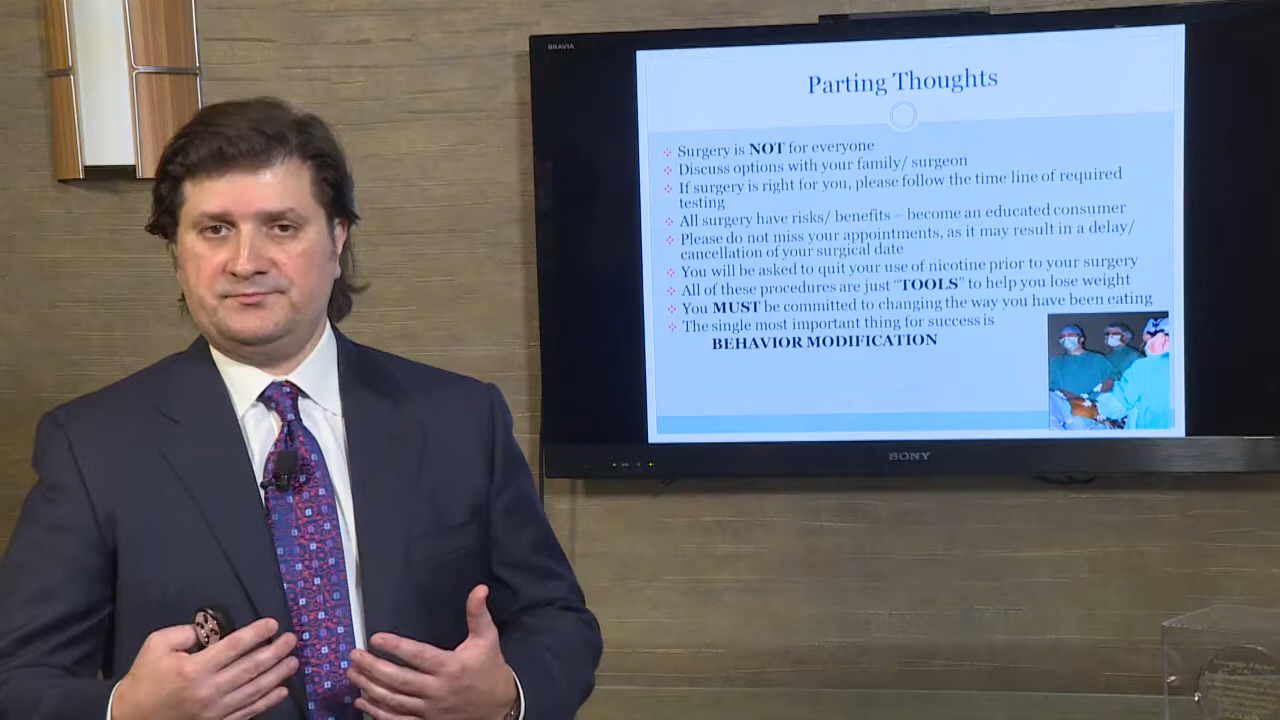 BRAVIA
Parting Thoughts
Surgery is NOT for everyone
Discuss options with your family/ surgeon
If surgery is right for you, please follow the time line of required
testing
All surgery have risks/ benefits – become an educated consumer
Please do not miss your appointments, as it may result in a delay/
cancellation of your surgical date
You will be asked to quit your use of nicotine prior to your surgery
All of these procedures are just "TOOLS" to help you lose weight
You MUST be committed to changing the way you have been eating
The single most important thing for success is
BEHAVIOR MODIFICATION
SONY